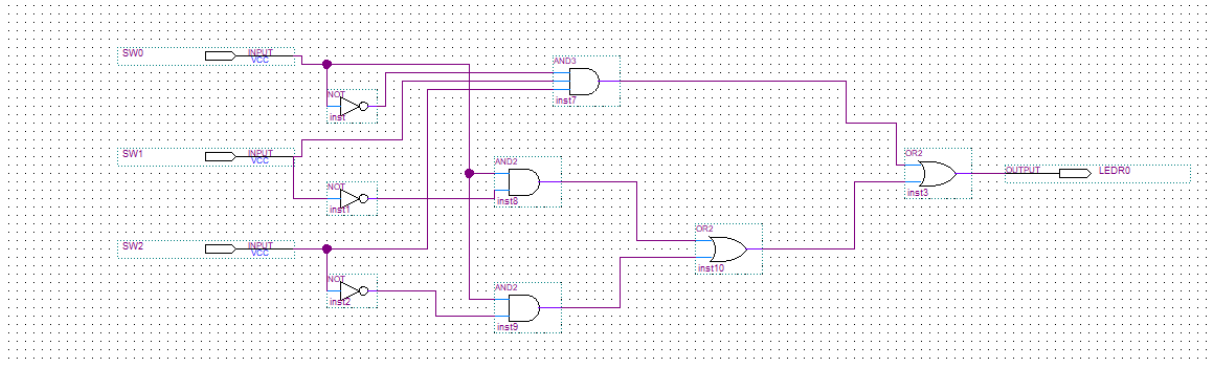 SW0
INPUT
VCC
NOT
inst
AND3
inst7
SW1
INPUT
VCC
NOT
inst1
AND2
inst8
OR2
inst3
OUTPUT
LEDR0
SW2
INPUT
VCC
NOT
inst2
AND2
inst9
OR2
inst10